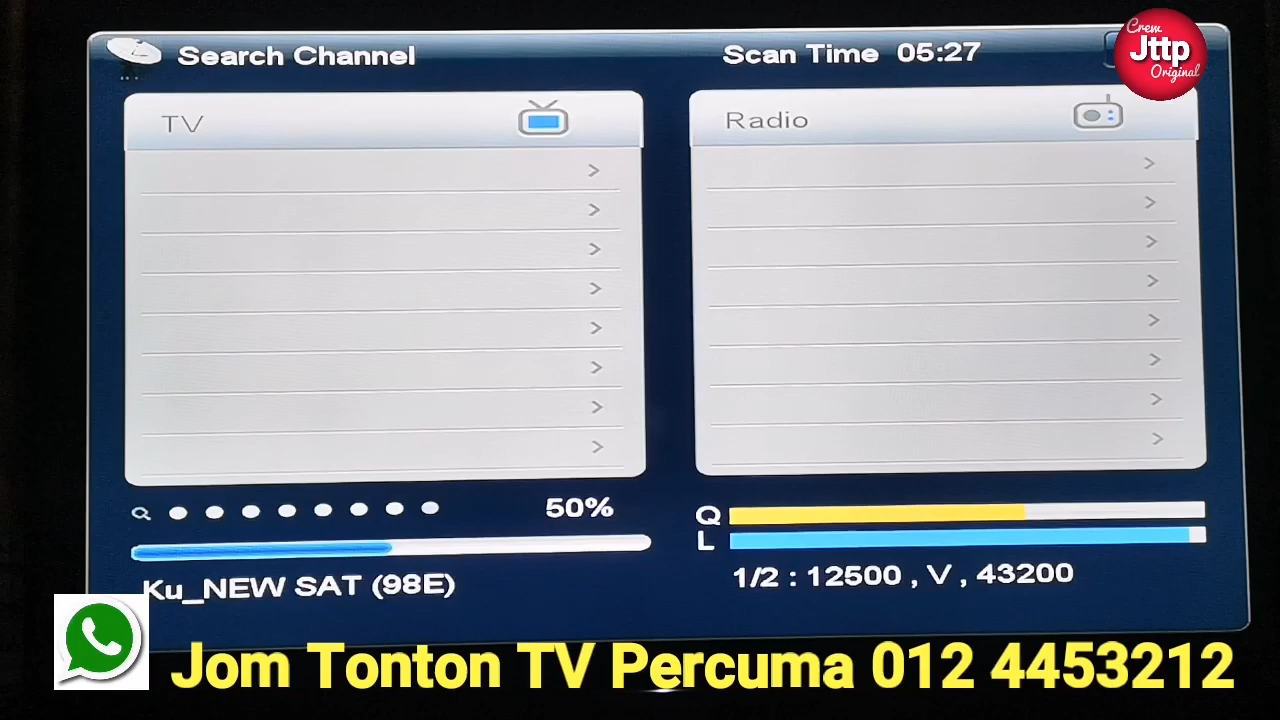 Search Channel
Scan Time 05:27
Crew
Jttp
Original
TV
Radio
50%
Q
L
Ku_NEW SAT (98E)
1/2 : 12500 , V , 43200
Jom Tonton TV Percuma 012 4453212